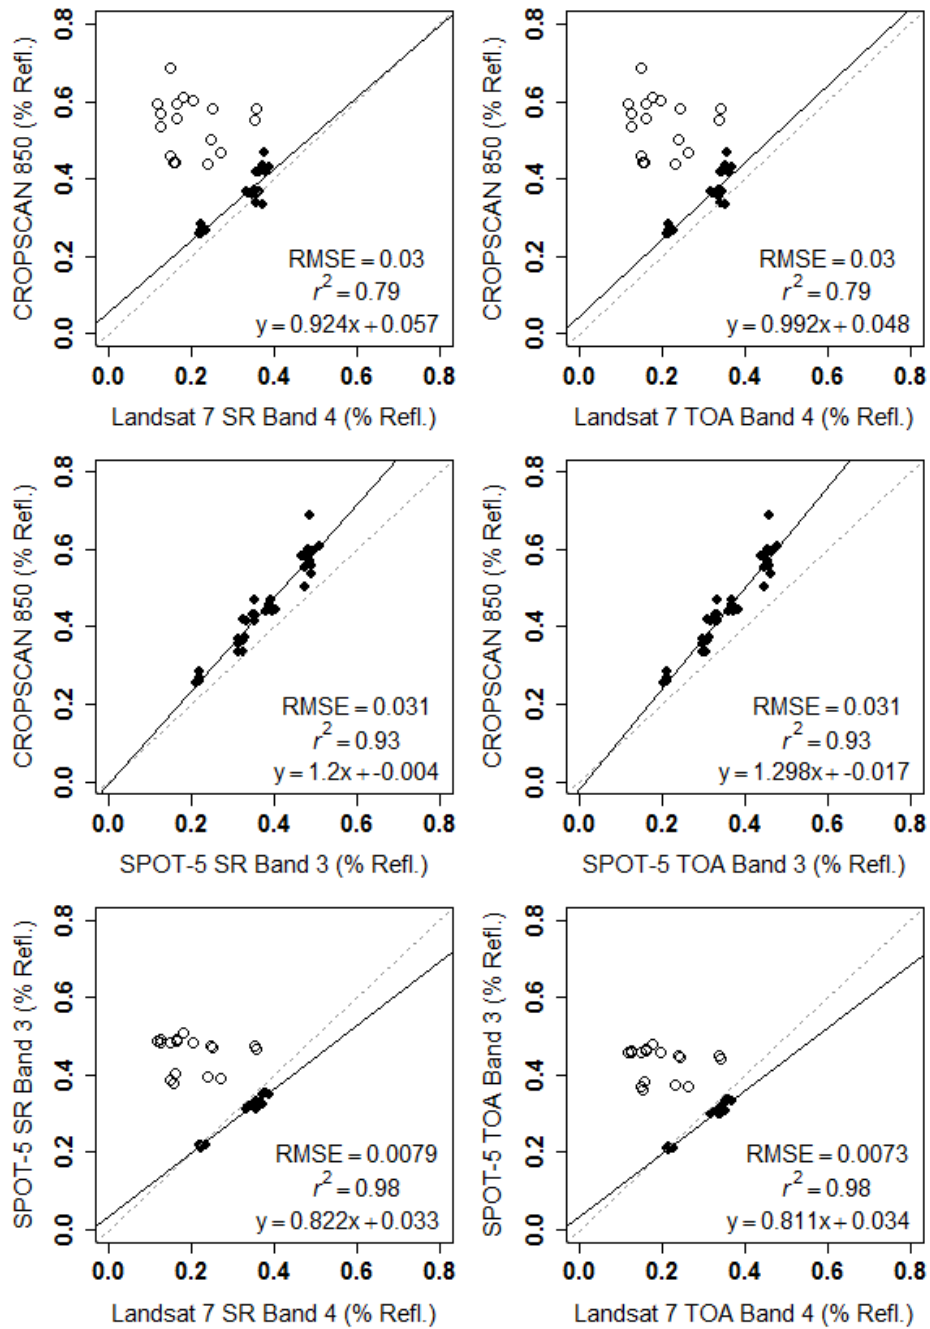 CROPSCAN 850 (% Refl.)
0.8
0.6
0.4
0.2
0.0
RMSE = 0.03
r² = 0.79
y = 0.924x + 0.057
0.0 0.2 0.4 0.6 0.8
Landsat 7 SR Band 4 (% Refl.)
CROPSCAN 850 (% Refl.)
0.8
0.6
0.4
0.2
0.0
RMSE = 0.03
r² = 0.79
y = 0.992x + 0.048
0.0 0.2 0.4 0.6 0.8
Landsat 7 TOA Band 4 (% Refl.)
CROPSCAN 850 (% Refl.)
0.8
0.6
0.4
0.2
0.0
RMSE = 0.031
r² = 0.93
y = 1.2x + -0.004
0.0 0.2 0.4 0.6 0.8
SPOT-5 SR Band 3 (% Refl.)
CROPSCAN 850 (% Refl.)
0.8
0.6
0.4
0.2
0.0
RMSE = 0.031
r² = 0.93
y = 1.298x + -0.017
0.0 0.2 0.4 0.6 0.8
SPOT-5 TOA Band 3 (% Refl.)
SPOT-5 SR Band 3 (% Refl.)
0.8
0.6
0.4
0.2
0.0
RMSE = 0.0079
r² = 0.98
y = 0.822x + 0.033
0.0 0.2 0.4 0.6 0.8
Landsat 7 SR Band 4 (% Refl.)
SPOT-5 TOA Band 3 (% Refl.)
0.8
0.6
0.4
0.2
0.0
RMSE = 0.0073
r² = 0.98
y = 0.811x + 0.034
0.0 0.2 0.4 0.6 0.8
Landsat 7 TOA Band 4 (% Refl.)